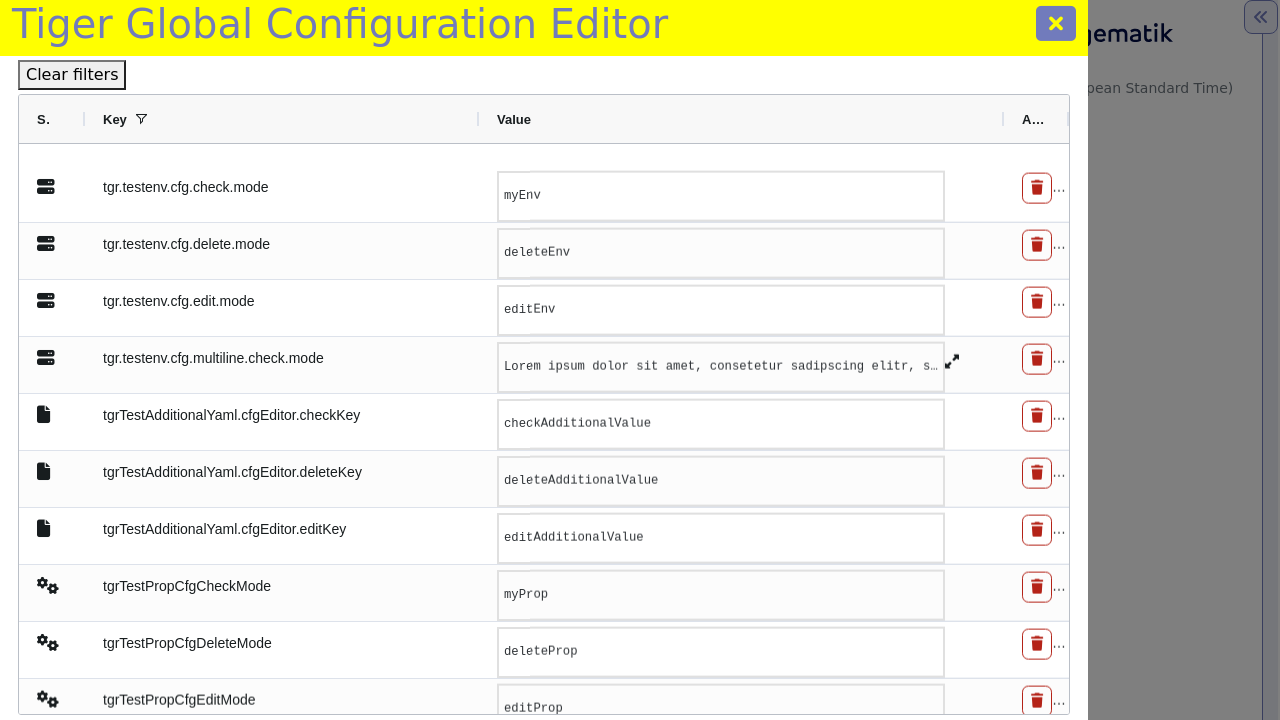 Tiger Global Configuration Editor
gematik
Clear filters
pean Standard Time)
S. Key Value A...
tgr.testenv.cfg.check.mode myEnv ...
tgr.testenv.cfg.delete.mode deleteEnv ...
tgr.testenv.cfg.edit.mode editEnv ...
tgr.testenv.cfg.multiline.check.mode Lorem ipsum dolor sit amet, consetetur sadipscing elitr, s… ...
tgrTestAdditionalYaml.cfgEditor.checkKey checkAdditionalValue ...
tgrTestAdditionalYaml.cfgEditor.deleteKey deleteAdditionalValue ...
tgrTestAdditionalYaml.cfgEditor.editKey editAdditionalValue ...
tgrTestPropCfgCheckMode myProp ...
tgrTestPropCfgDeleteMode deleteProp ...
tgrTestPropCfgEditMode editProp ...